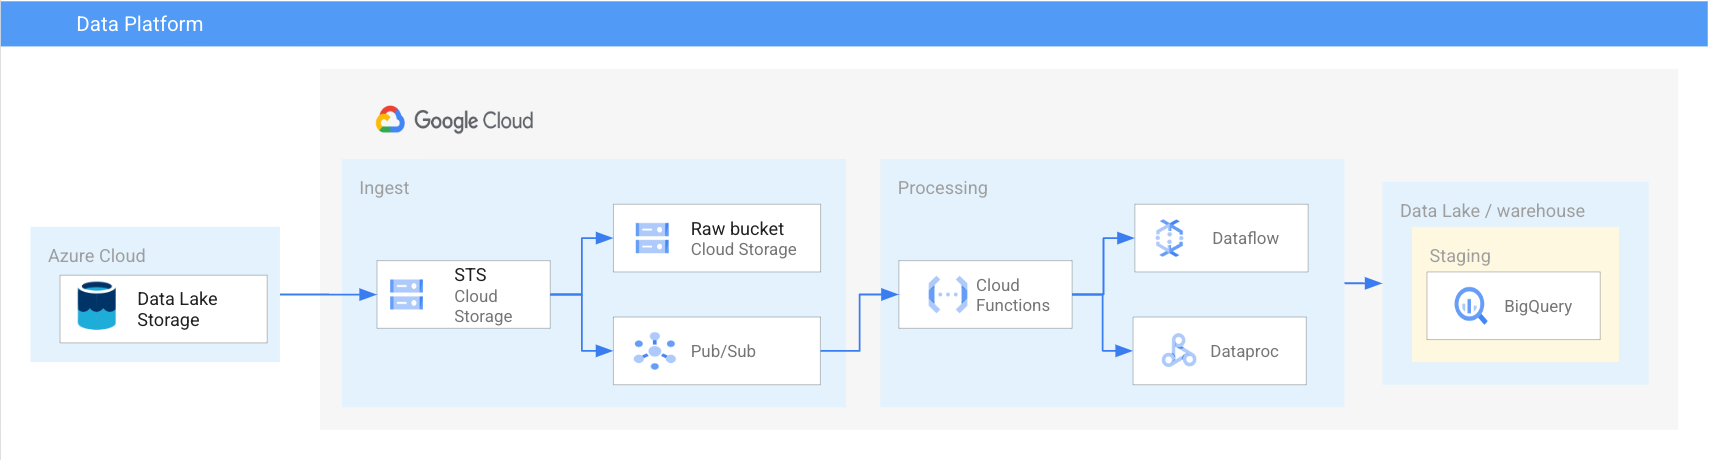 Data Platform
Google Cloud
Ingest
Processing
Data Lake / warehouse
Raw bucket
Cloud Storage
Dataflow
Azure Cloud
Staging
Data Lake
Storage
STS
Cloud
Storage
Cloud
Functions
BigQuery
Pub/Sub
Dataproc